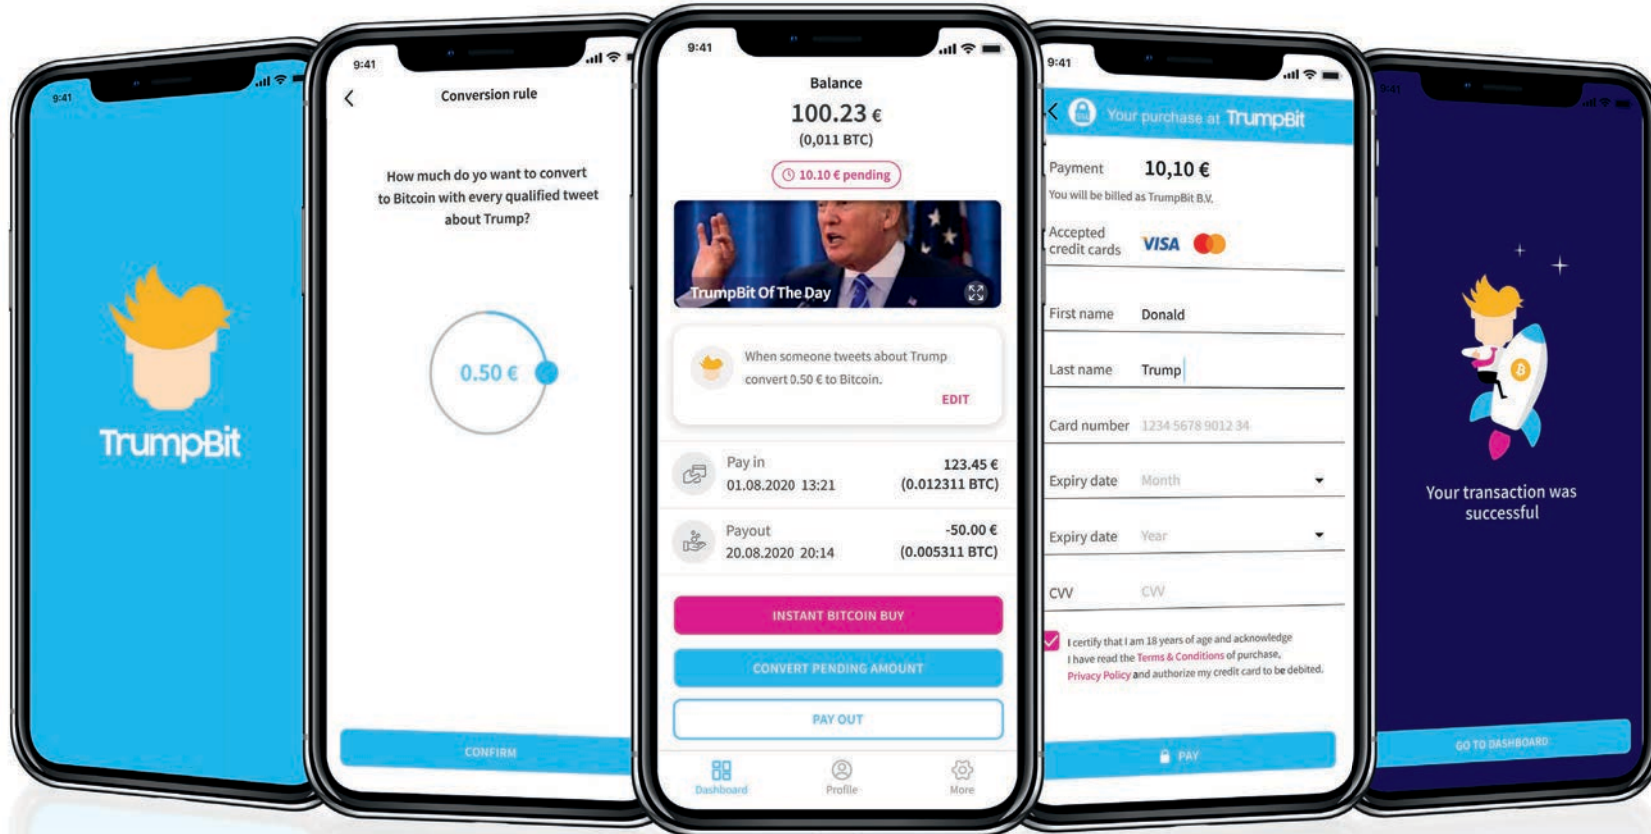 9:41
TrumpBit
9:41
Conversion rule
How much do yo want to convert
to Bitcoin with every qualified tweet
about Trump?
0.50 €
CONFIRM
9:41
Balance
100.23 €
(0,011 BTC)
10.10 € pending
TrumpBit Of The Day
When someone tweets about Trump
convert 0.50 € to Bitcoin.
EDIT
Pay in 123.45 €
01.08.2020 13:21 (0.012311 BTC)
Payout -50.00 €
20.08.2020 20:14 (0.005311 BTC)
INSTANT BITCOIN BUY
CONVERT PENDING AMOUNT
PAY OUT
Dashboard Profile More
9:41
Your purchase at TrumpBit
Payment 10,10 €
You will be billed as TrumpBit B.V.
Accepted
credit cards VISA
First name Donald
Last name Trump
Card number 1234 5678 9012 34
Expiry date Month
Expiry date Year
CVV CVV
I certify that I am 18 years of age and acknowledge
I have read the Terms & Conditions of purchase,
Privacy Policy and authorize my credit card to be debited.
PAY
9:41
Your transaction was
successful
GO TO DASHBOARD